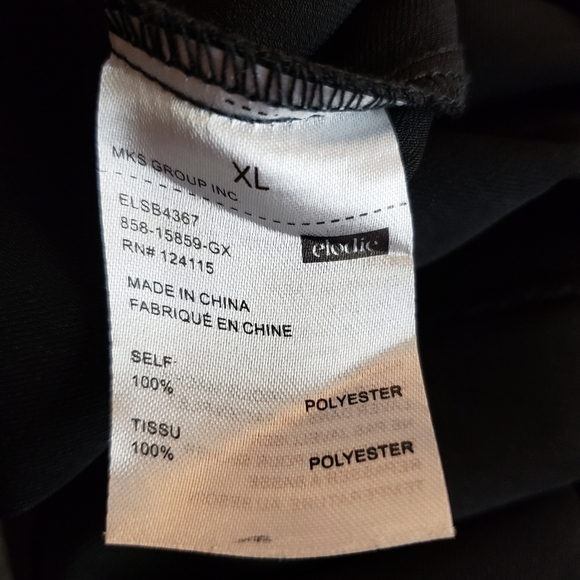 XL
MKS GROUP INC
ELSB4367
858-15859-GX
RN# 124115
elodie
MADE IN CHINA
FABRIQUÉ EN CHINE
SELF
100% POLYESTER
TISSU
100% POLYESTER